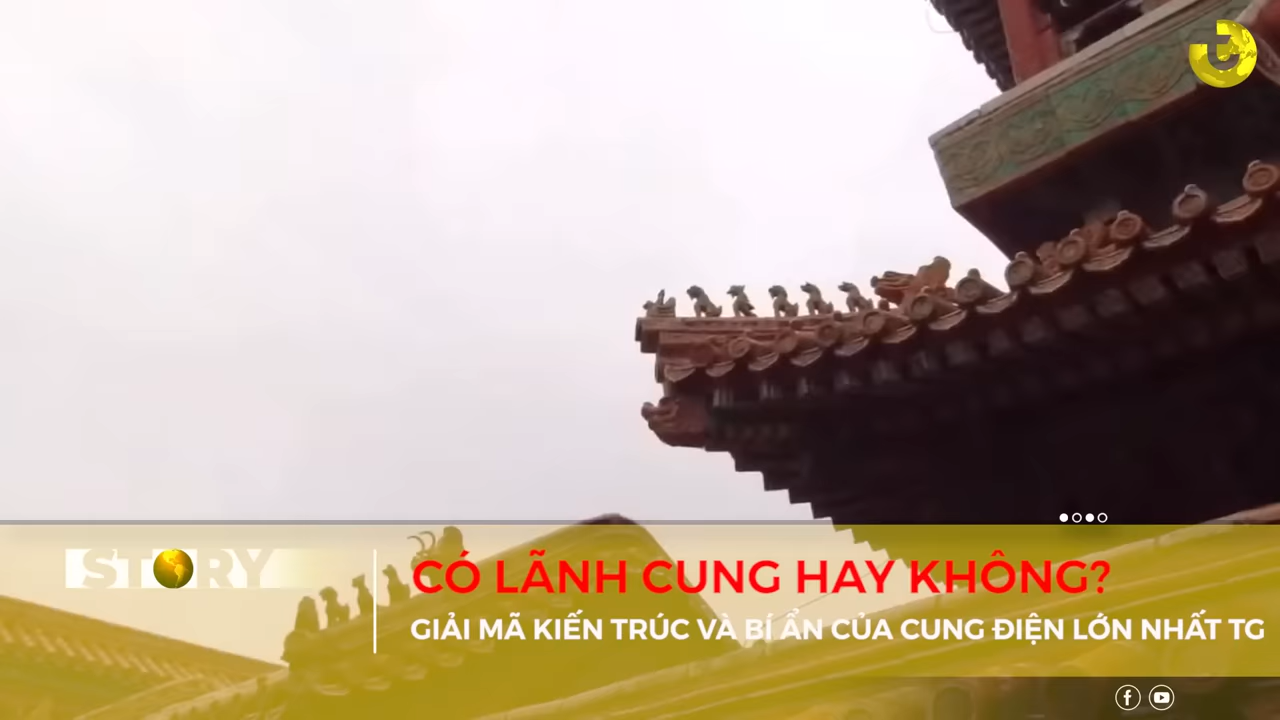 STORY
CÓ LÃNH CUNG HAY KHÔNG?
GIẢI MÃ KIẾN TRÚC VÀ BÍ ẨN CỦA CUNG ĐIỆN LỚN NHẤT TG